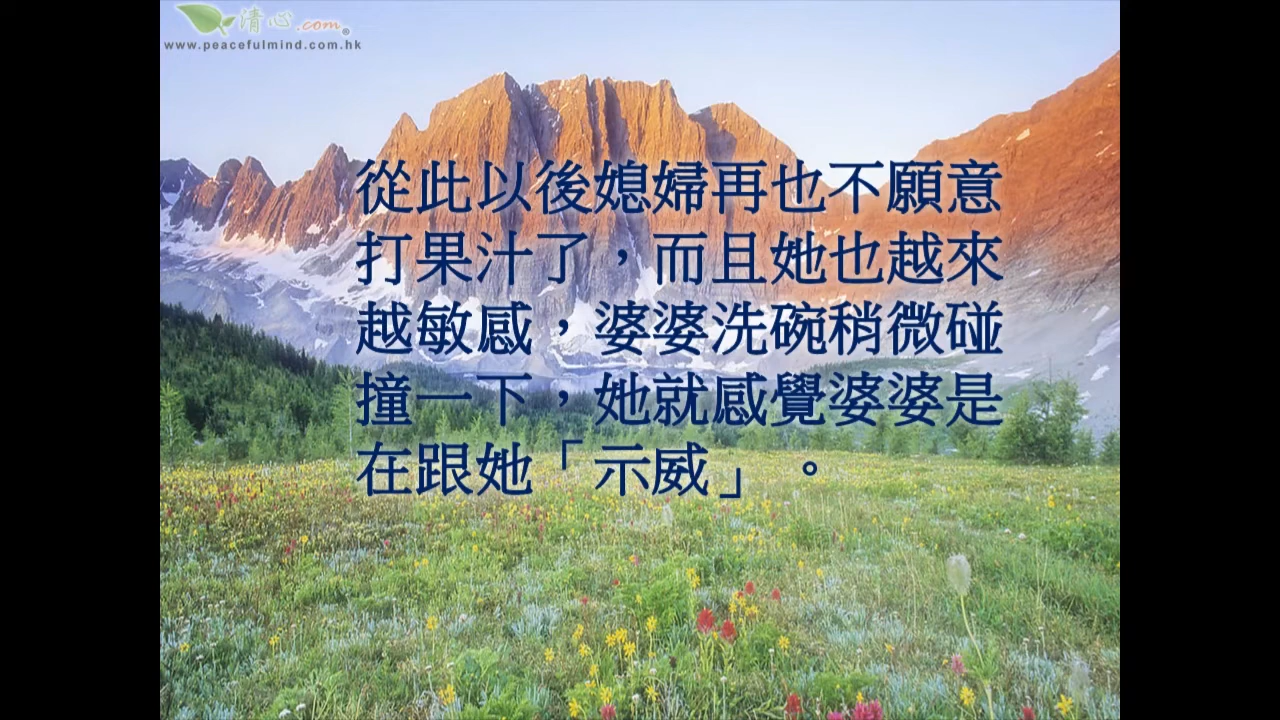 清心.com®
www.peacefulmind.com.hk
從此以後媳婦再也不願意
打果汁了，而且她也越來
越敏感，婆婆洗碗稍微碰
撞一下，她就感覺婆婆是
在跟她「示威」。